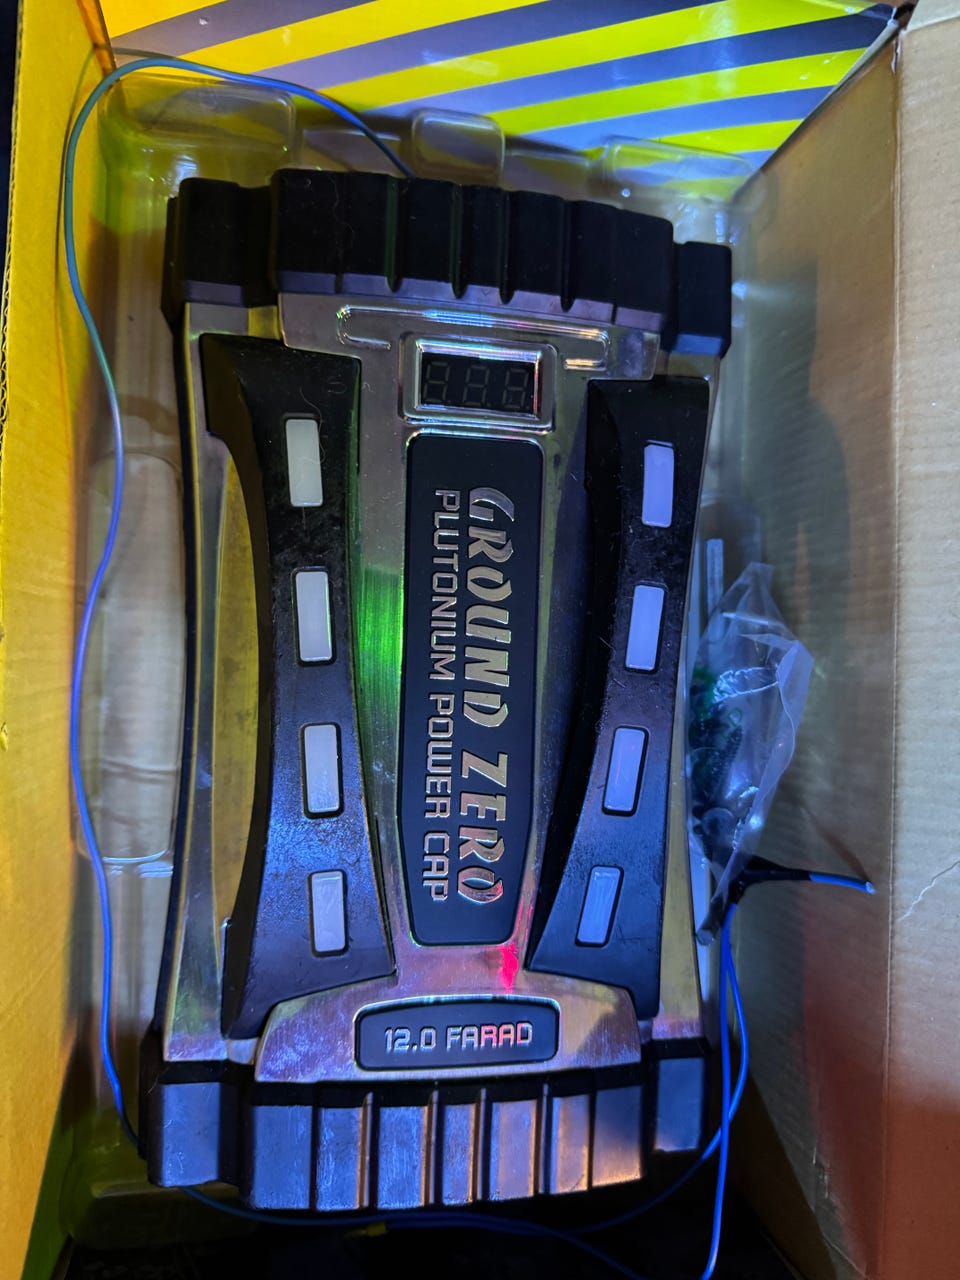 GROUND ZERO
PLUTONIUM POWER CAP
12.0 FARAD